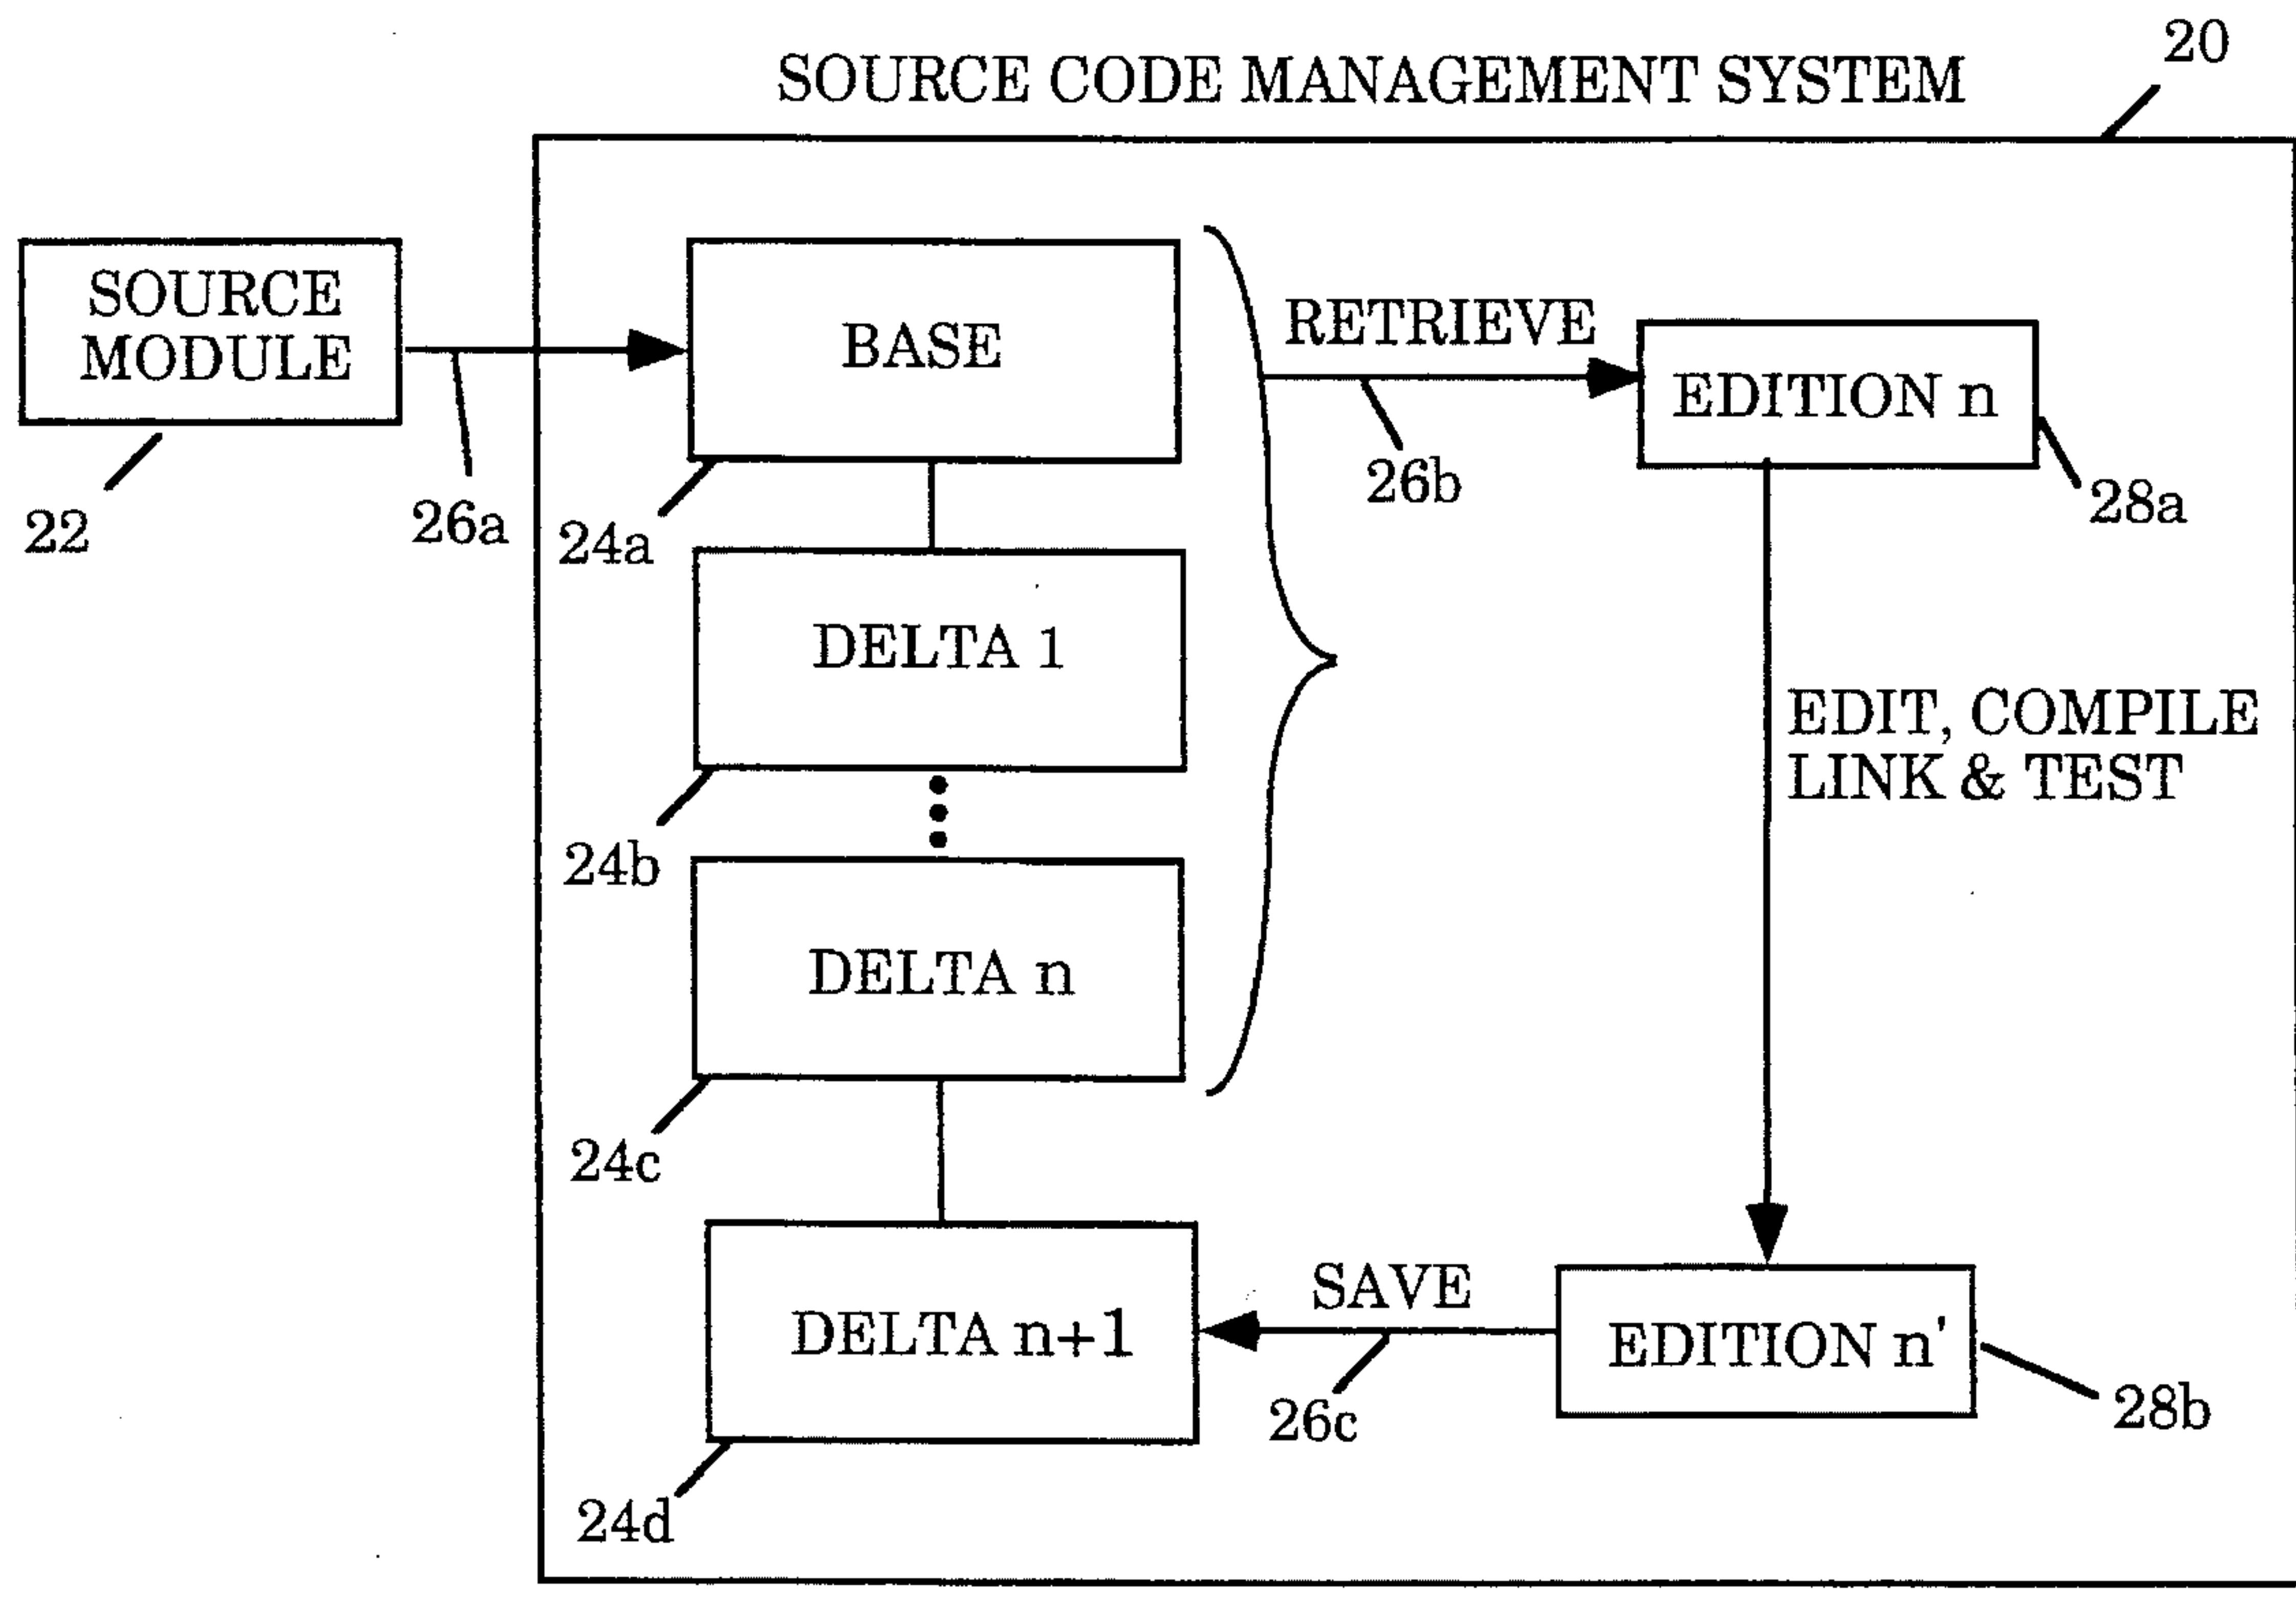 20
SOURCE CODE MANAGEMENT SYSTEM
SOURCE
MODULE
22
26a
BASE
24a
RETRIEVE
26b
EDITION n
28a
DELTA 1
24b
EDIT, COMPILE
LINK & TEST
DELTA n
24c
DELTA n+1
24d
SAVE
26c
EDITION n'
28b